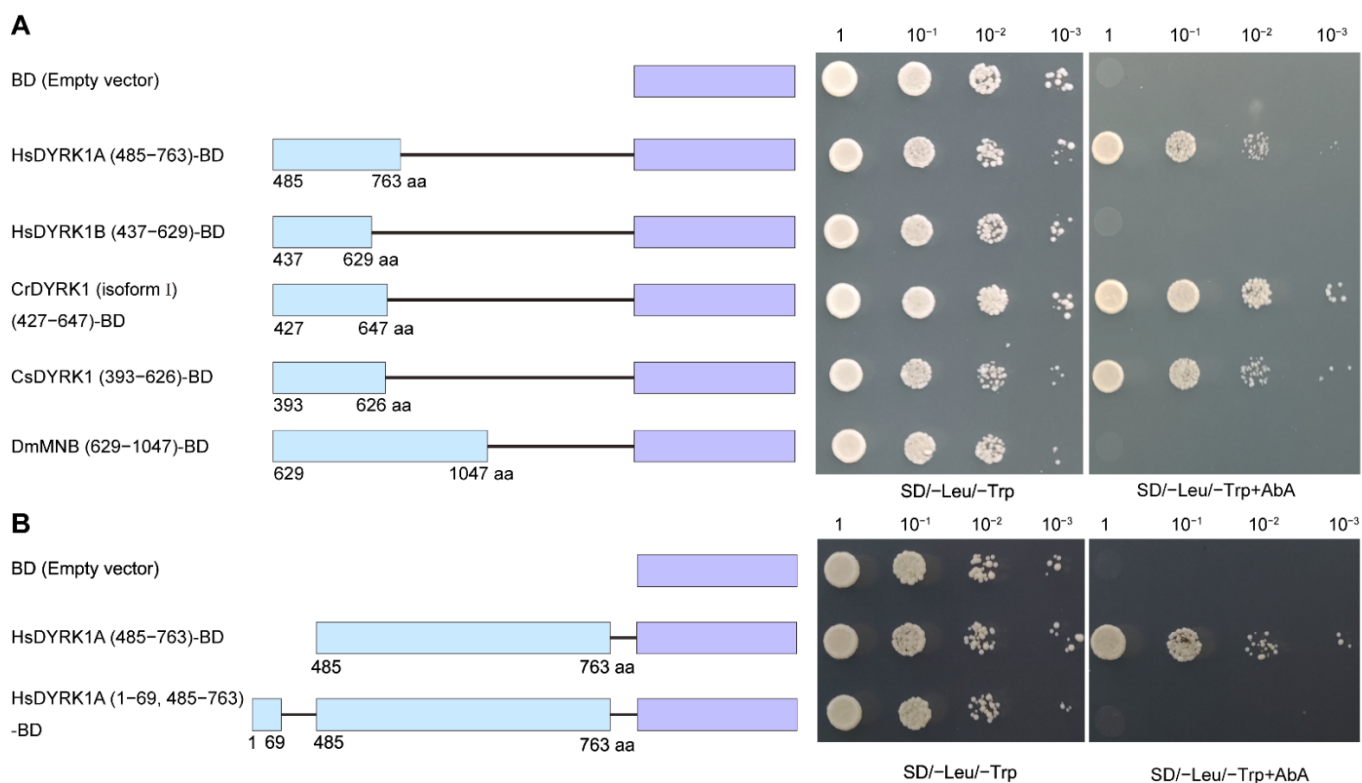 A
1 10⁻¹ 10⁻² 10⁻³ 1 10⁻¹ 10⁻² 10⁻³
BD (Empty vector)
HsDYRK1A (485−763)-BD
485 763 aa
HsDYRK1B (437−629)-BD
437 629 aa
CrDYRK1 (isoform I)
(427−647)-BD
427 647 aa
CsDYRK1 (393−626)-BD
393 626 aa
DmMNB (629−1047)-BD
629 1047 aa
SD/−Leu/−Trp SD/−Leu/−Trp+AbA
B
1 10⁻¹ 10⁻² 10⁻³ 1 10⁻¹ 10⁻² 10⁻³
BD (Empty vector)
HsDYRK1A (485−763)-BD
485 763 aa
HsDYRK1A (1−69, 485−763)
-BD
1 69 485 763 aa
SD/−Leu/−Trp SD/−Leu/−Trp+AbA